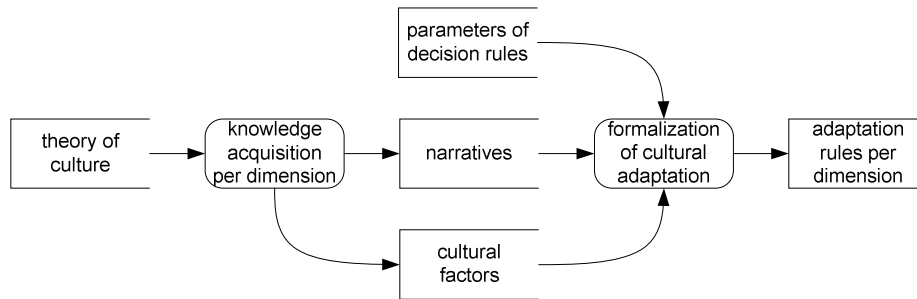 parameters of
decision rules
theory of
culture
knowledge
acquisition
per dimension
narratives
formalization
of cultural
adaptation
adaptation
rules per
dimension
cultural
factors